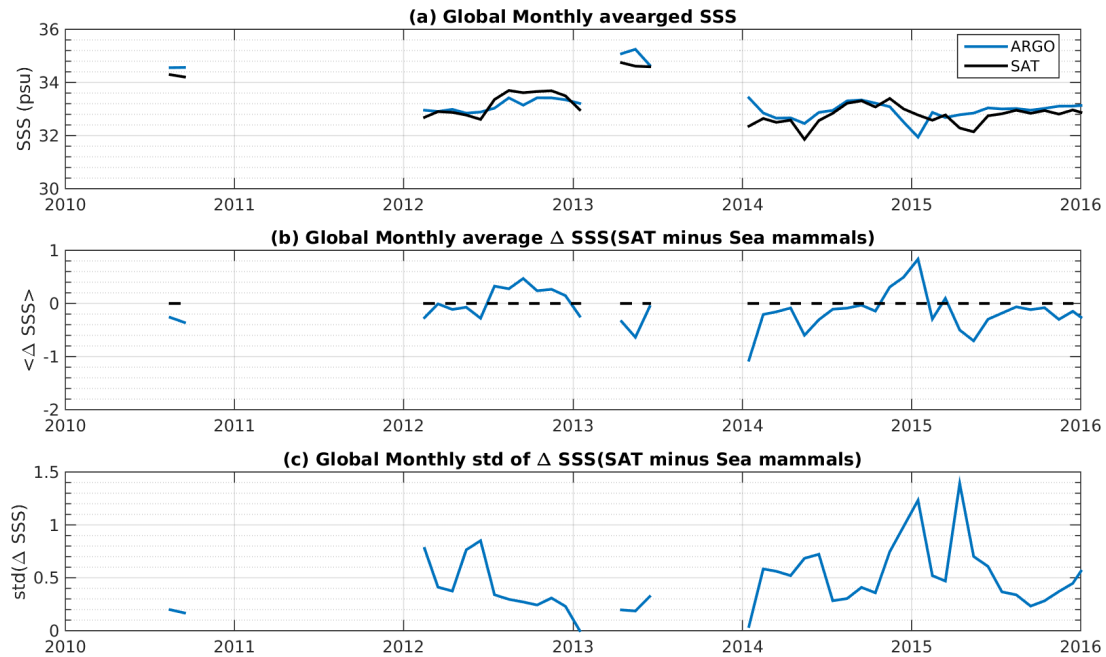 (a) Global Monthly avearged SSS
36
34
32
30
SSS (psu)
ARGO
SAT
2010 2011 2012 2013 2014 2015 2016
(b) Global Monthly average Δ SSS(SAT minus Sea mammals)
1
0
-1
-2
<Δ SSS>
2010 2011 2012 2013 2014 2015 2016
(c) Global Monthly std of Δ SSS(SAT minus Sea mammals)
1.5
1
0.5
0
std(Δ SSS)
2010 2011 2012 2013 2014 2015 2016